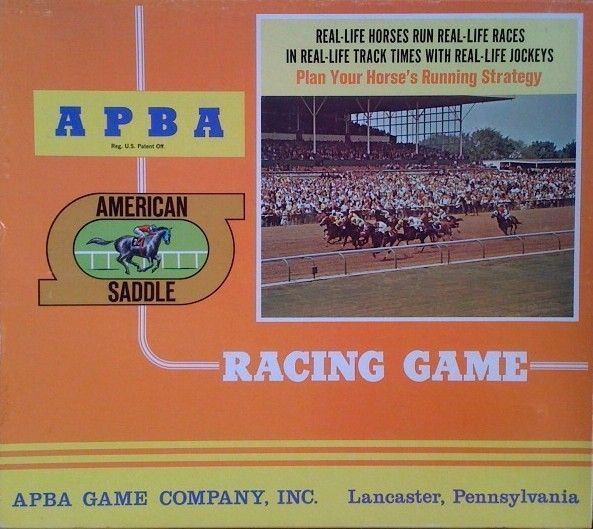 REAL-LIFE HORSES RUN REAL-LIFE RACES
IN REAL-LIFE TRACK TIMES WITH REAL-LIFE JOCKEYS
Plan Your Horse's Running Strategy
APBA
Reg. U.S. Patent Off.
AMERICAN
SADDLE
RACING GAME
APBA GAME COMPANY, INC. Lancaster, Pennsylvania